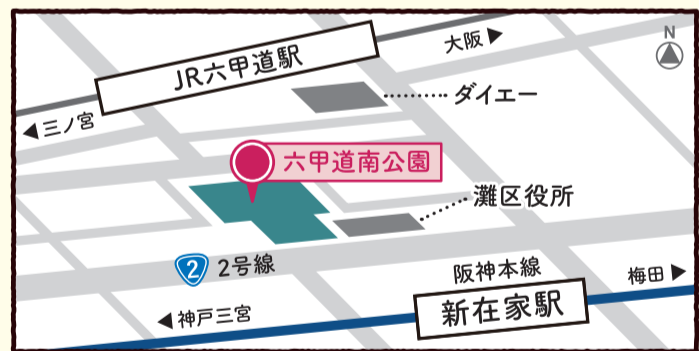 大阪▶
N
JR六甲道駅
ダイエー
◀三ノ宮
六甲道南公園
灘区役所
2
2号線
阪神本線
梅田▶
新在家駅
◀神戸三宮